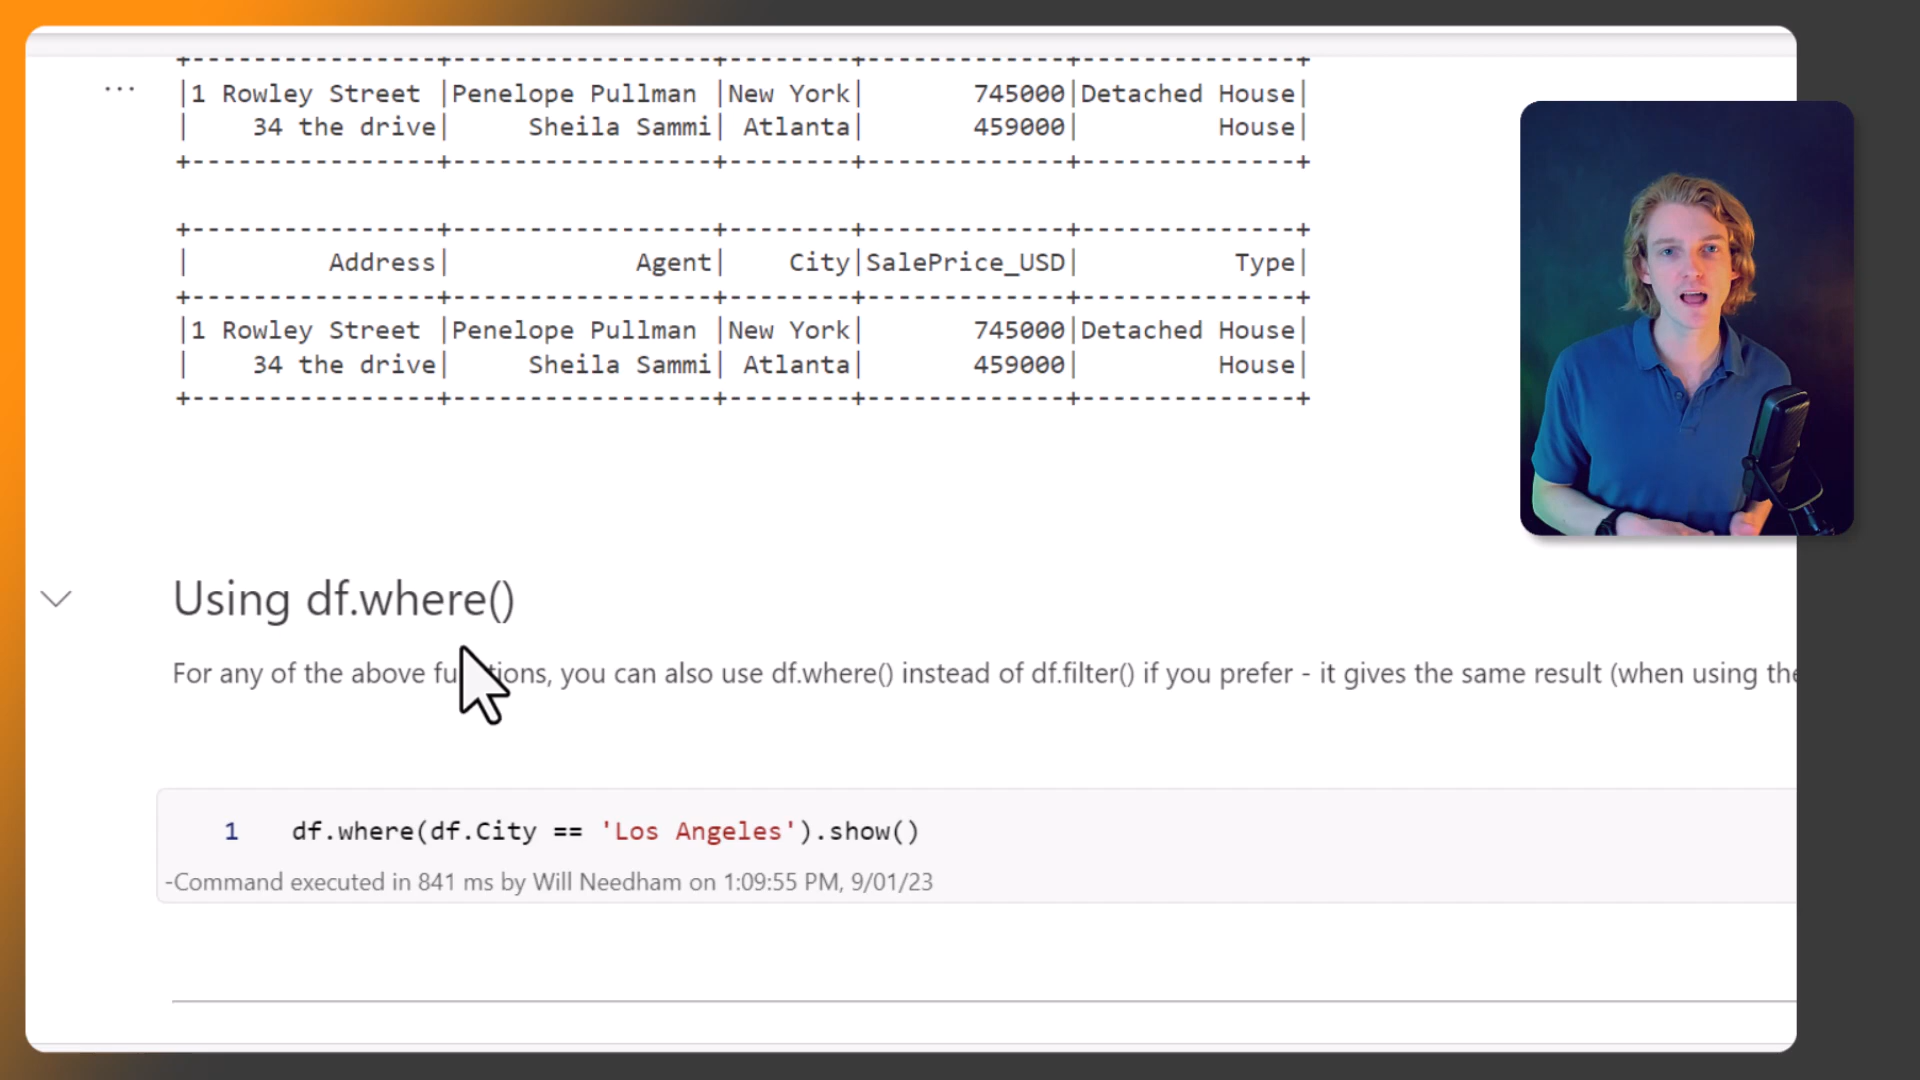 +----------------+-----------------+--------+-------------+--------------+
|1 Rowley Street |Penelope Pullman |New York|       745000|Detached House|
|    34 the drive|     Sheila Sammi| Atlanta|       459000|         House|
+----------------+-----------------+--------+-------------+--------------+
+----------------+-----------------+--------+-------------+--------------+
|         Address|            Agent|    City|SalePrice_USD|          Type|
+----------------+-----------------+--------+-------------+--------------+
|1 Rowley Street |Penelope Pullman |New York|       745000|Detached House|
|    34 the drive|     Sheila Sammi| Atlanta|       459000|         House|
+----------------+-----------------+--------+-------------+--------------+
Using df.where()
For any of the above, you can also use df.where() instead of df.filter() if you prefer - it gives the same result (when using
1 df.where(df.City == 'Los Angeles').show()
-Command executed in 841 ms by Will Needham on 1:09:55 PM, 9/01/23